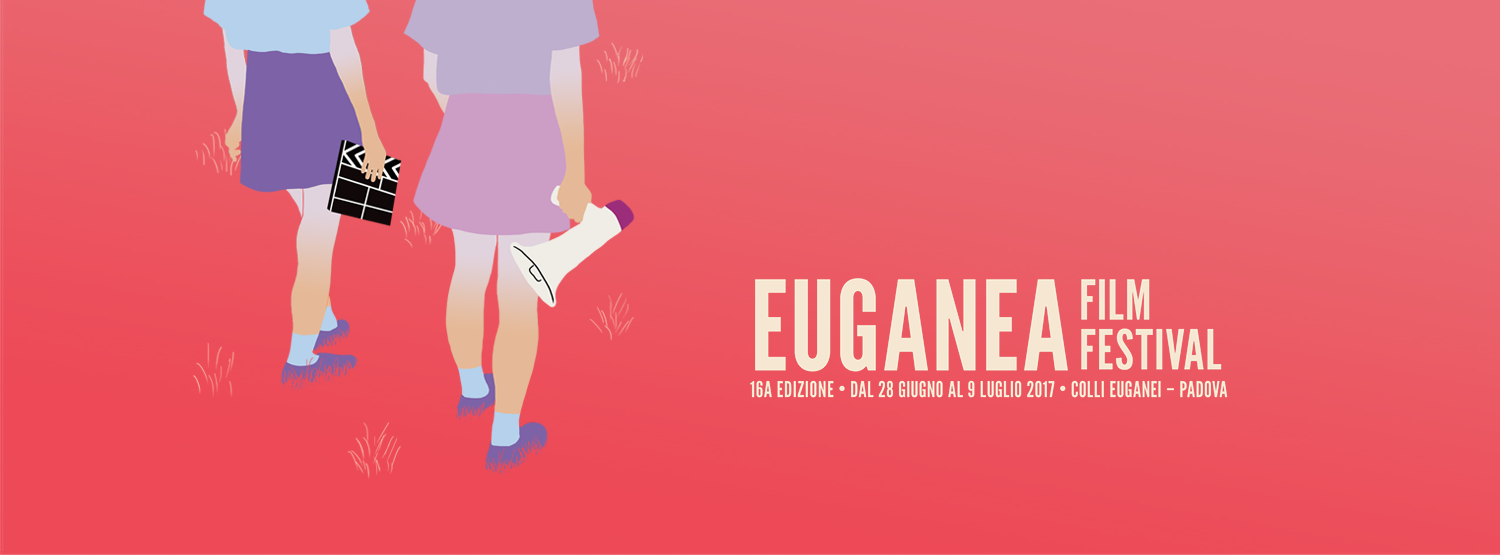 EUGANEA FILM
FESTIVAL
16A EDIZIONE • DAL 28 GIUGNO AL 9 LUGLIO 2017 • COLLI EUGANEI – PADOVA